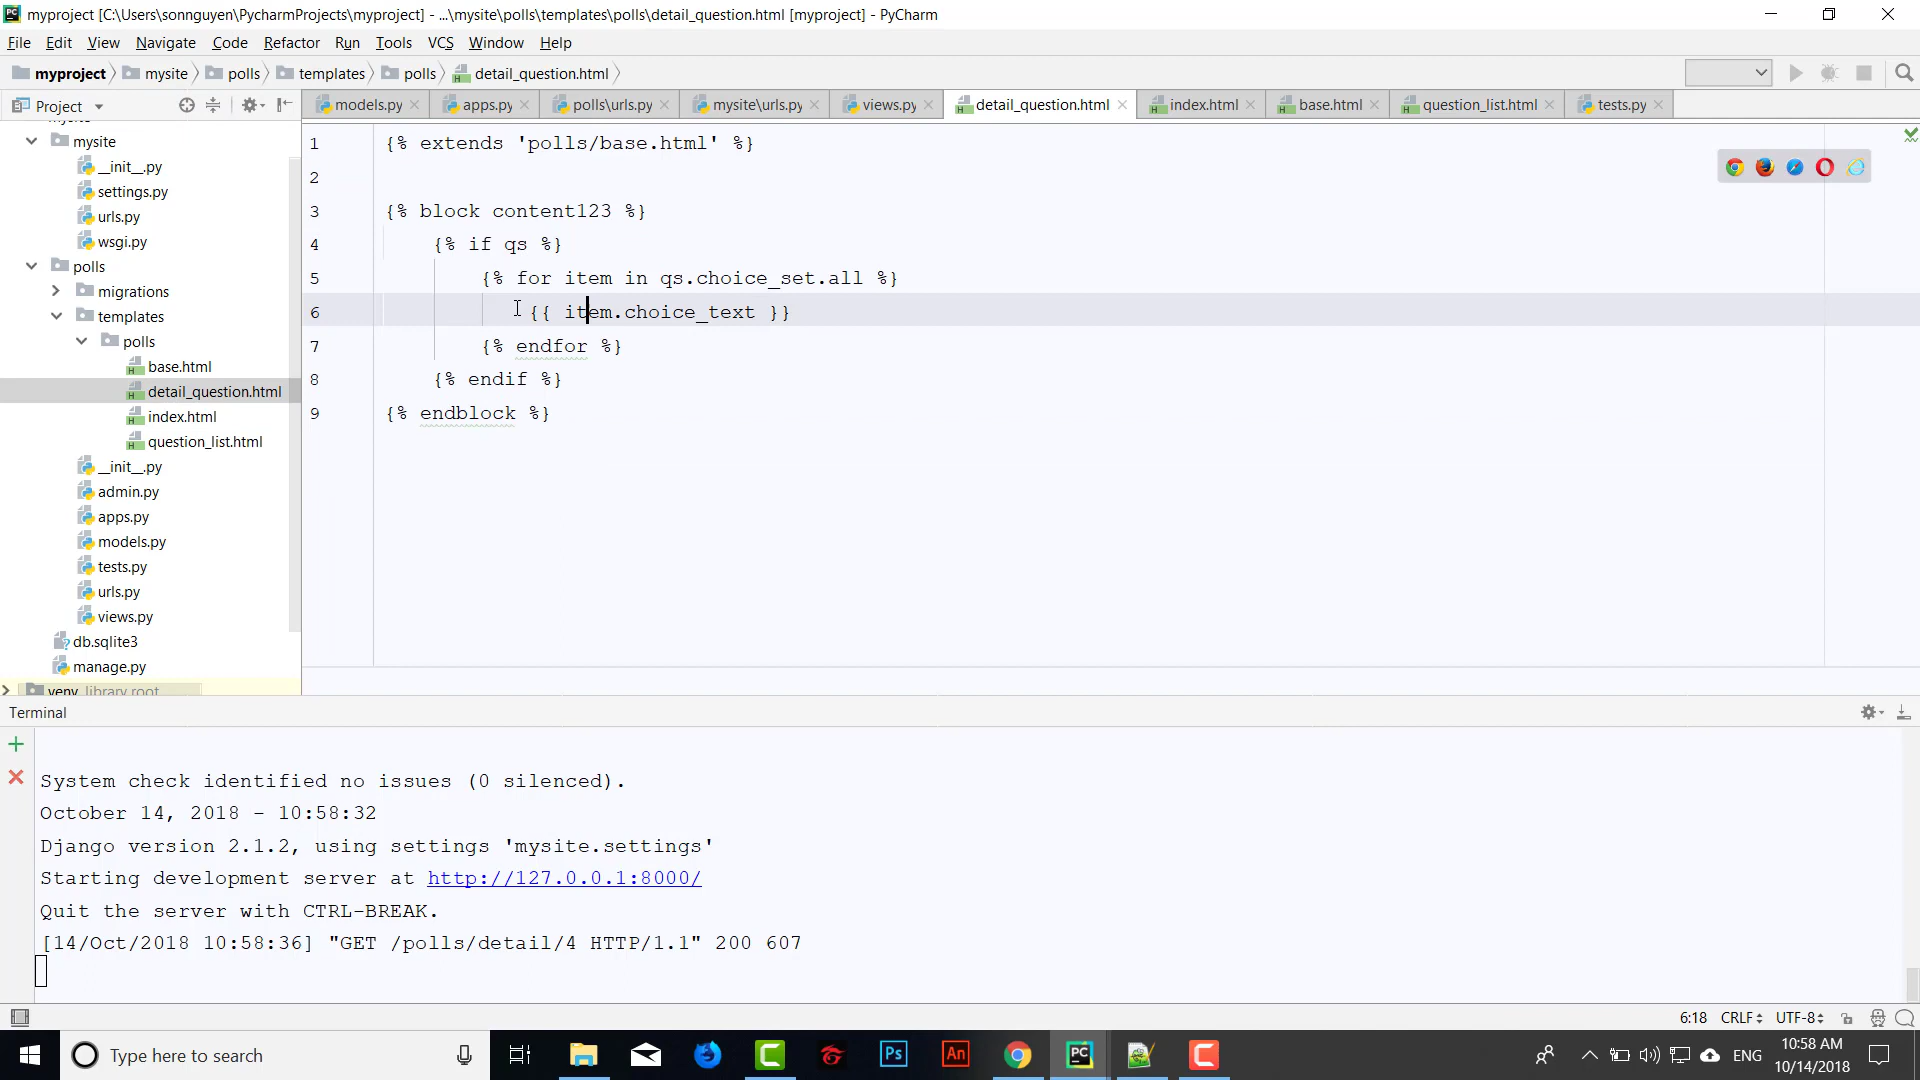 myproject [C:\Users\sonnguyen\PycharmProjects\myproject] - ...\mysite\polls\templates\polls\detail_question.html [myproject] - PyCharm
File Edit View Navigate Code Refactor Run Tools VCS Window Help
myproject mysite polls templates polls detail_question.html
Project models.py apps.py polls\urls.py mysite\urls.py views.py detail_question.html index.html base.html question_list.html tests.py
mysite
__init__.py
settings.py
urls.py
wsgi.py
polls
migrations
templates
polls
base.html
detail_question.html
index.html
question_list.html
__init__.py
admin.py
apps.py
models.py
tests.py
urls.py
views.py
db.sqlite3
manage.py
venv library root
1 {% extends 'polls/base.html' %}
2
3 {% block content123 %}
4 {% if qs %}
5 {% for item in qs.choice_set.all %}
6 {{ item.choice_text }}
7 {% endfor %}
8 {% endif %}
9 {% endblock %}
Terminal
System check identified no issues (0 silenced).
October 14, 2018 - 10:58:32
Django version 2.1.2, using settings 'mysite.settings'
Starting development server at http://127.0.0.1:8000/
Quit the server with CTRL-BREAK.
[14/Oct/2018 10:58:36] "GET /polls/detail/4 HTTP/1.1" 200 607
6:18 CRLF UTF-8
Type here to search
Ps
An
PC
ENG
10:58 AM
10/14/2018